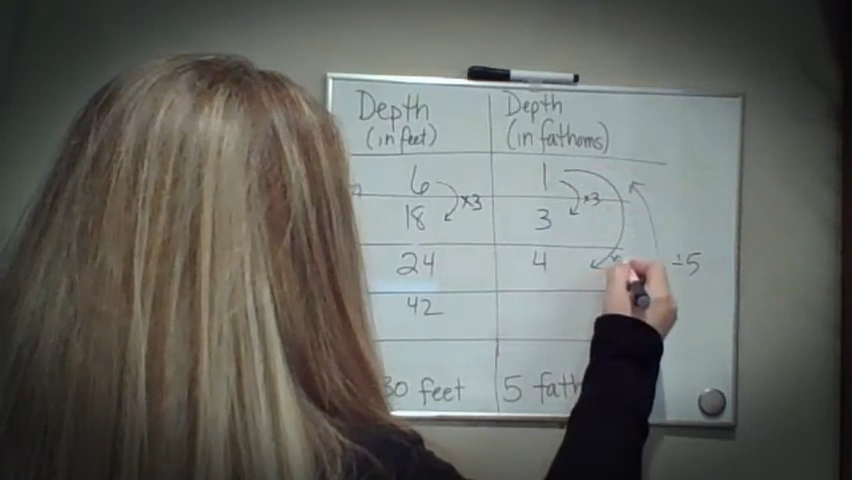 Depth Depth
(in feet) (in fathoms)
6 ×3 1 ×3
18 3
24 4 ÷5
42
30 feet 5 fath